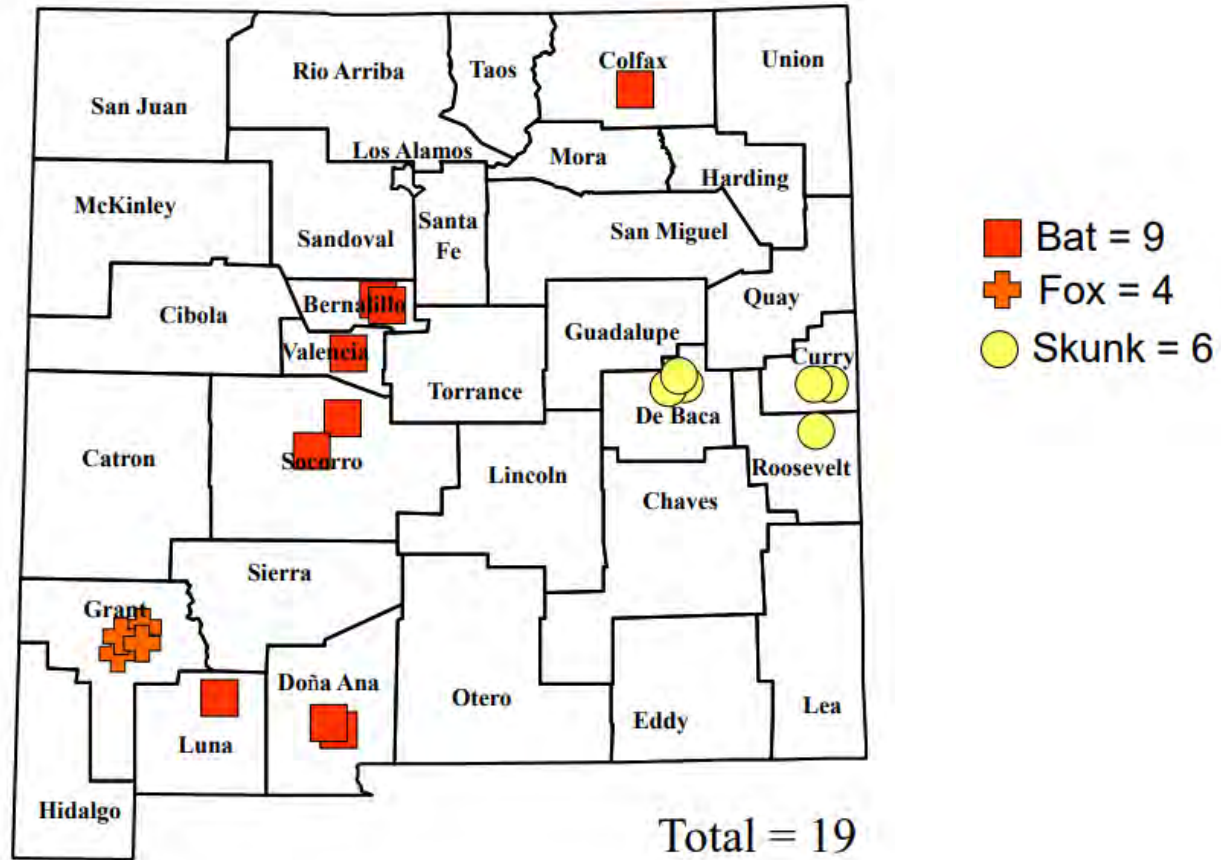 Colfax
Union
Rio Arriba
Taos
San Juan
Los Alamos
Mora
Harding
McKinley
Santa
Fe
Sandoval
San Miguel
Bernalillo
Quay
Cibola
Guadalupe
Valencia
Curry
Torrance
De Baca
Catron
Socorro
Lincoln
Roosevelt
Chaves
Sierra
Grant
Doña Ana
Otero
Eddy
Lea
Luna
Hidalgo
Bat = 9
Fox = 4
Skunk = 6
Total = 19